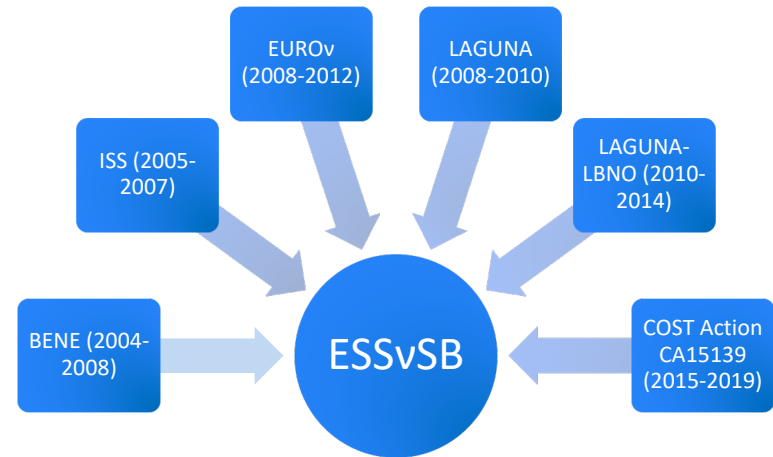 EUROν
(2008-2012)
LAGUNA
(2008-2010)
ISS (2005-
2007)
LAGUNA-
LBNO (2010-
2014)
BENE (2004-
2008)
ESSνSB
COST Action
CA15139
(2015-2019)